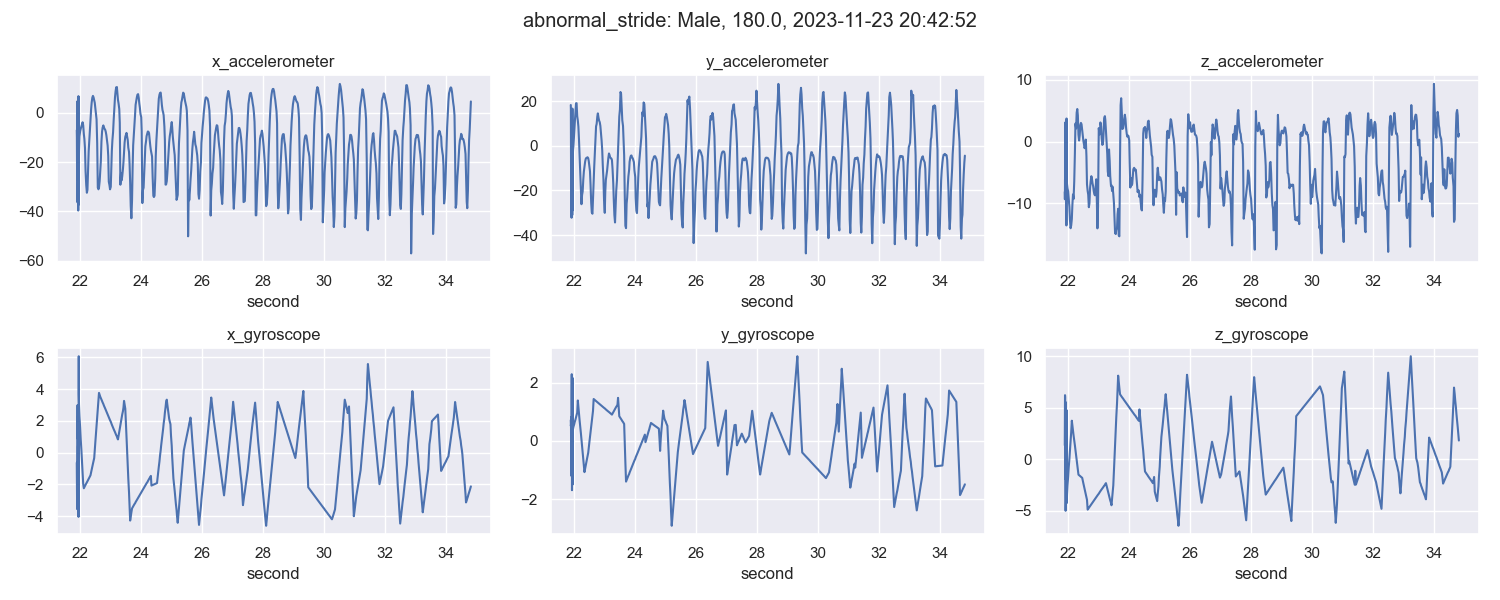 abnormal_stride: Male, 180.0, 2023-11-23 20:42:52
x_accelerometer
0
−20
−40
−60
22 24 26 28 30 32 34
second
y_accelerometer
20
0
−20
−40
22 24 26 28 30 32 34
second
z_accelerometer
10
0
−10
22 24 26 28 30 32 34
second
x_gyroscope
6
4
2
0
−2
−4
22 24 26 28 30 32 34
second
y_gyroscope
2
0
−2
22 24 26 28 30 32 34
second
z_gyroscope
10
5
0
−5
22 24 26 28 30 32 34
second